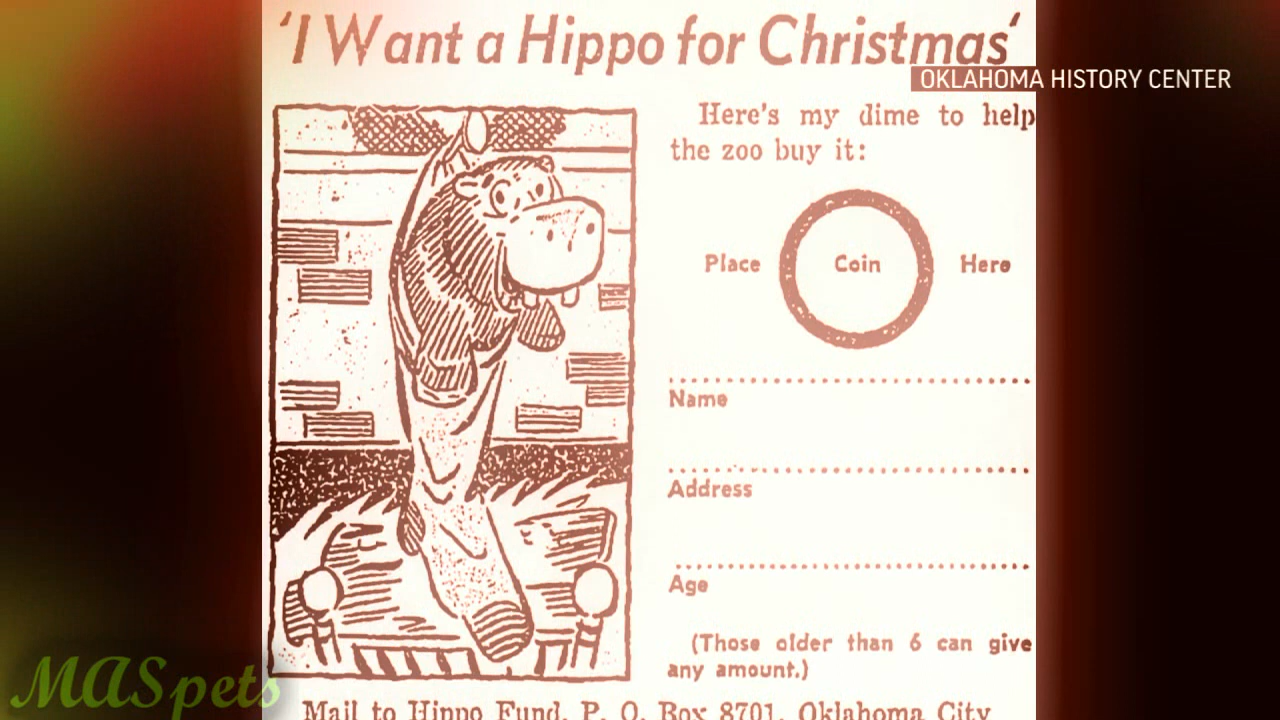 'I Want a Hippo for Christmas'
OKLAHOMA HISTORY CENTER
Here's my dime to help
the zoo buy it:
Place Coin Here
Name
Address
Age
(Those older than 6 can give
any amount.)
Mail to Hippo Fund, P. O. Box 8701, Oklahoma City
MASpets